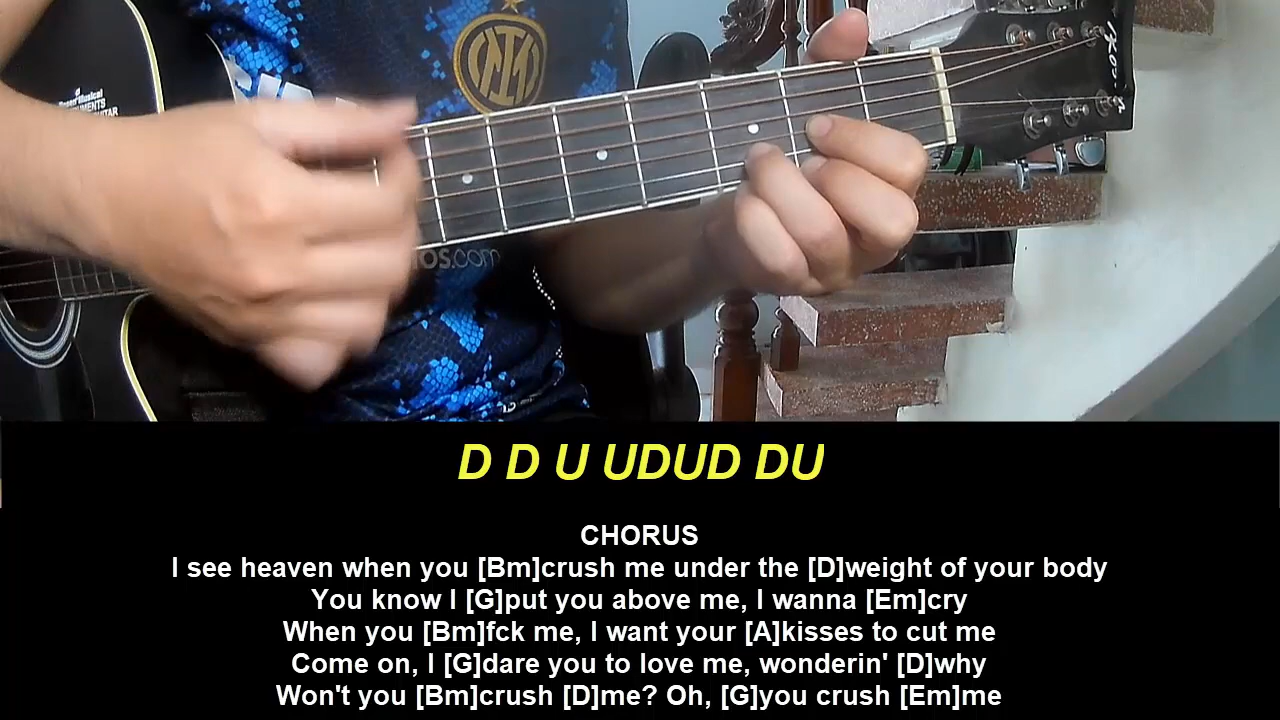 D D U UDUD DU
CHORUS
I see heaven when you [Bm]crush me under the [D]weight of your body
You know I [G]put you above me, I wanna [Em]cry
When you [Bm]fck me, I want your [A]kisses to cut me
Come on, I [G]dare you to love me, wonderin' [D]why
Won't you [Bm]crush [D]me? Oh, [G]you crush [Em]me